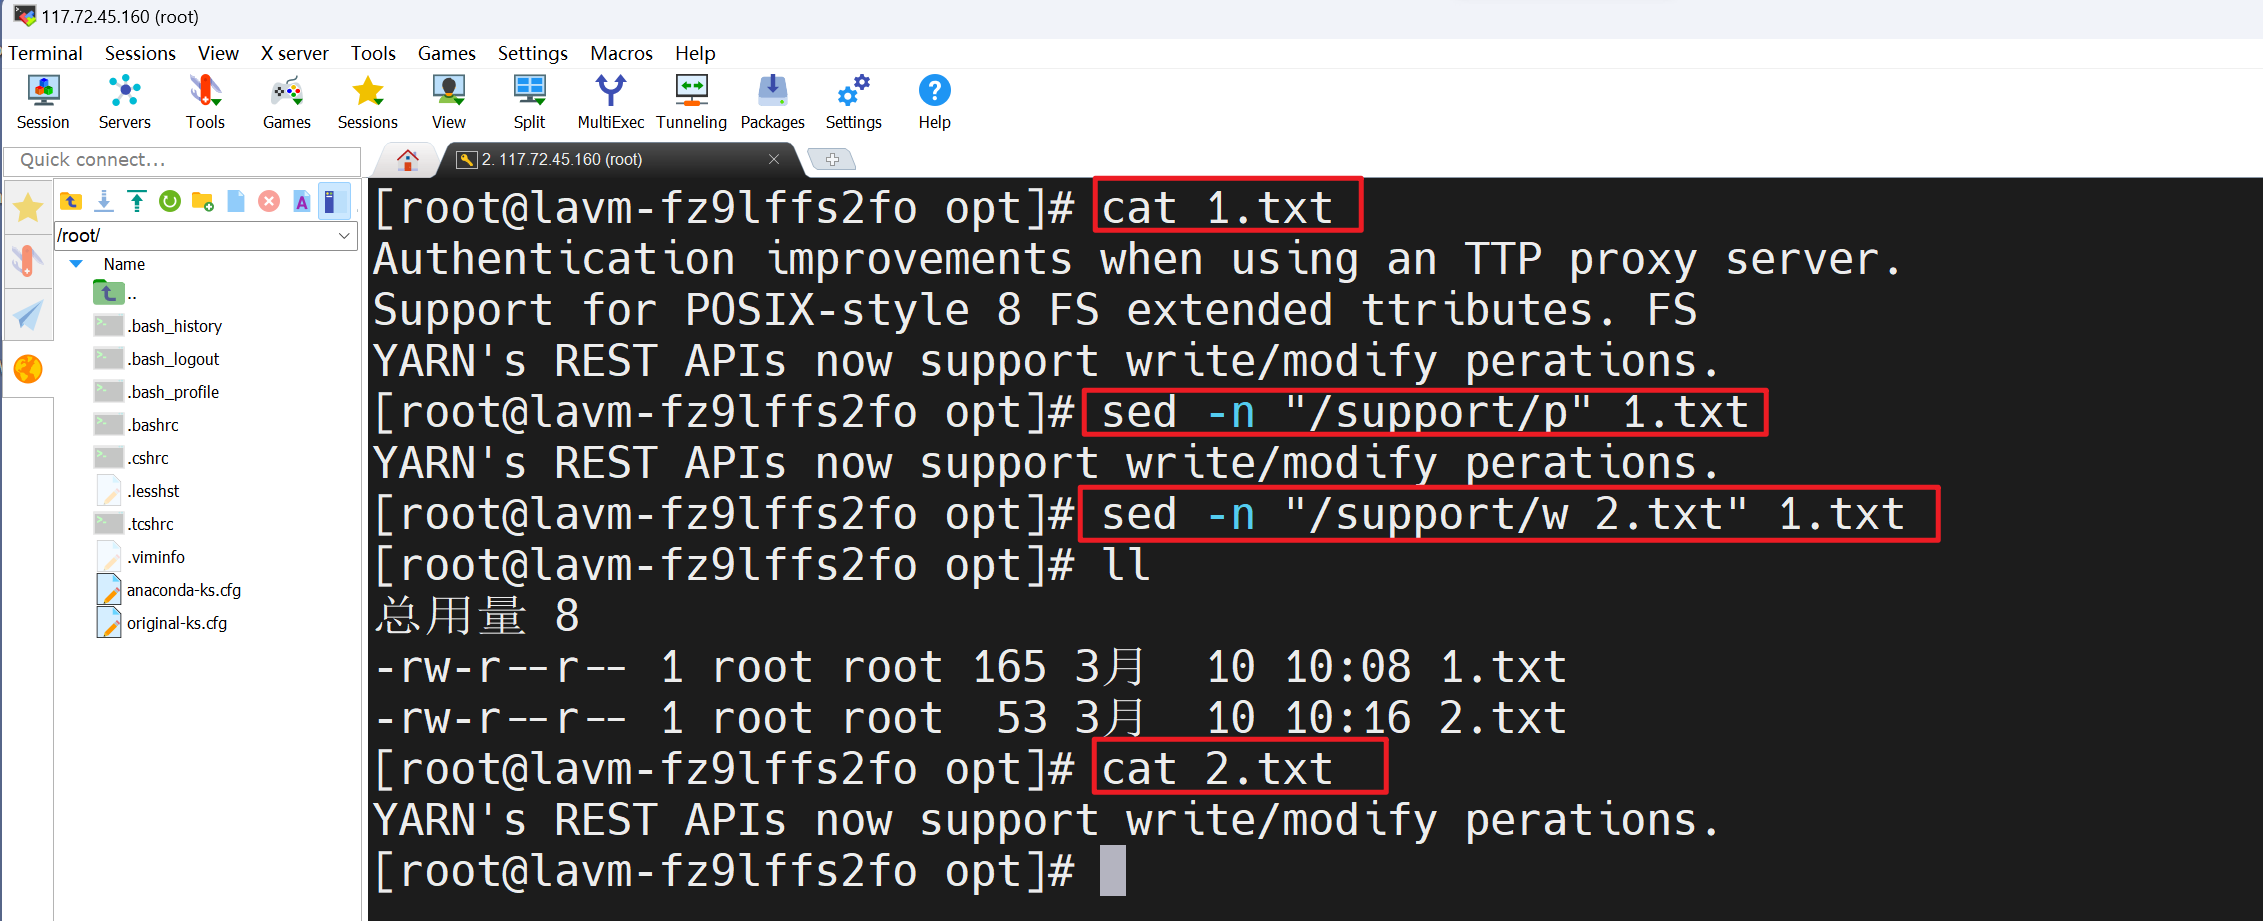 117.72.45.160 (root)
Terminal Sessions View X server Tools Games Settings Macros Help
Session Servers Tools Games Sessions View Split MultiExec Tunneling Packages Settings Help
Quick connect...
2. 117.72.45.160 (root)
/root/
Name
..
.bash_history
.bash_logout
.bash_profile
.bashrc
.cshrc
.lesshst
.tcshrc
.viminfo
anaconda-ks.cfg
original-ks.cfg
[root@lavm-fz9lffs2fo opt]# cat 1.txt
Authentication improvements when using an TTP proxy server.
Support for POSIX-style 8 FS extended ttributes. FS
YARN's REST APIs now support write/modify perations.
[root@lavm-fz9lffs2fo opt]# sed -n "/support/p" 1.txt
YARN's REST APIs now support write/modify perations.
[root@lavm-fz9lffs2fo opt]# sed -n "/support/w 2.txt" 1.txt
[root@lavm-fz9lffs2fo opt]# ll
总用量 8
-rw-r--r-- 1 root root 165 3月  10 10:08 1.txt
-rw-r--r-- 1 root root  53 3月  10 10:16 2.txt
[root@lavm-fz9lffs2fo opt]# cat 2.txt
YARN's REST APIs now support write/modify perations.
[root@lavm-fz9lffs2fo opt]#